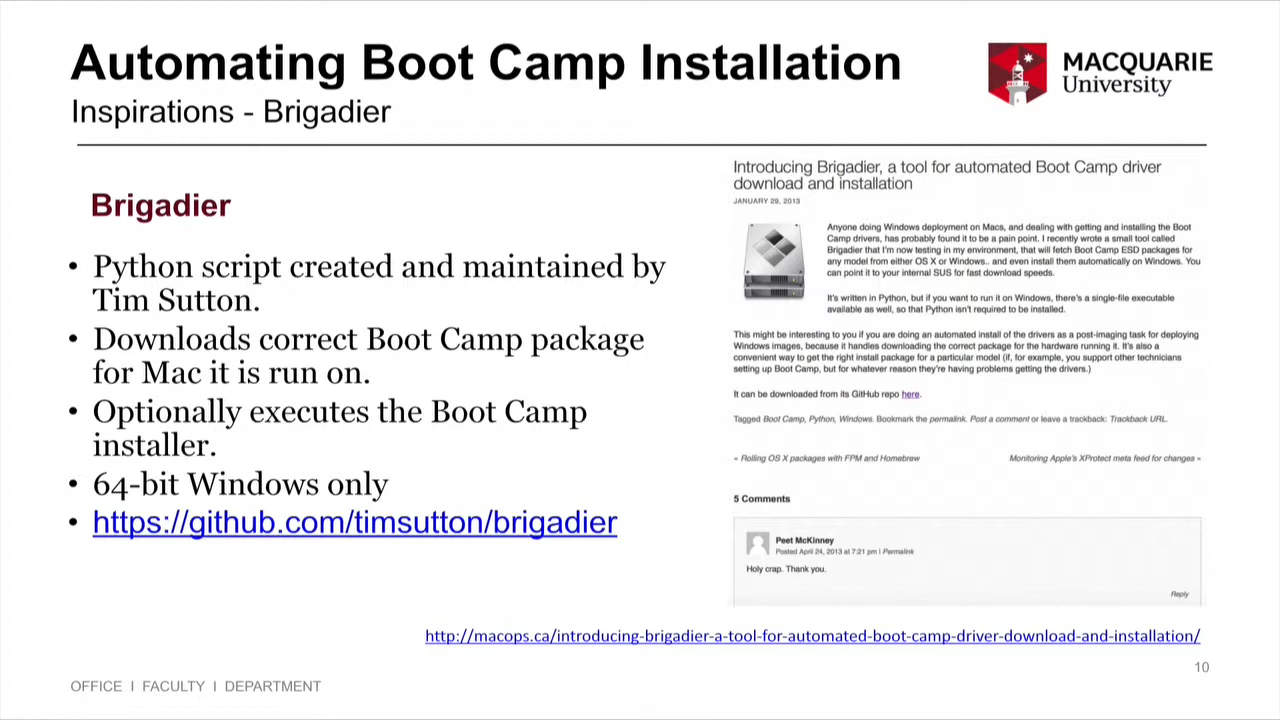 Automating Boot Camp Installation
Inspirations - Brigadier
MACQUARIE
University
Brigadier
• Python script created and maintained by
Tim Sutton.
• Downloads correct Boot Camp package
for Mac it is run on.
• Optionally executes the Boot Camp
installer.
• 64-bit Windows only
• https://github.com/timsutton/brigadier
Introducing Brigadier, a tool for automated Boot Camp driver
download and installation
JANUARY 29, 2013
Anyone doing Windows deployment on Macs, and dealing with getting and installing the Boot
Camp drivers, has probably found it to be a pain point. I recently wrote a small tool called
Brigadier that I'm now testing in my environment, that will fetch Boot Camp ESD packages for
any model from either OS X or Windows.. and even install them automatically on Windows. You
can point it to your internal SUS for fast download speeds.
It's written in Python, but if you want to run it on Windows, there's a single-file executable
available as well, so that Python isn't required to be installed.
This might be interesting to you if you are doing an automated install of the drivers as a post-imaging task for deploying
Windows images, because it handles downloading the correct package for the hardware running it. It's also a
convenient way to get the right install package for a particular model (if, for example, you support other technicians
setting up Boot Camp, but for whatever reason they're having problems getting the drivers.)
It can be downloaded from its GitHub repo here.
Tagged Boot Camp, Python, Windows. Bookmark the permalink. Post a comment or leave a trackback: Trackback URL.
« Rolling OS X packages with FPM and Homebrew
Monitoring Apple's XProtect meta feed for changes »
5 Comments
Peet McKinney
Posted April 24, 2013 at 7:21 pm | Permalink
Holy crap. Thank you.
Reply
http://macops.ca/introducing-brigadier-a-tool-for-automated-boot-camp-driver-download-and-installation/
10
OFFICE I FACULTY I DEPARTMENT